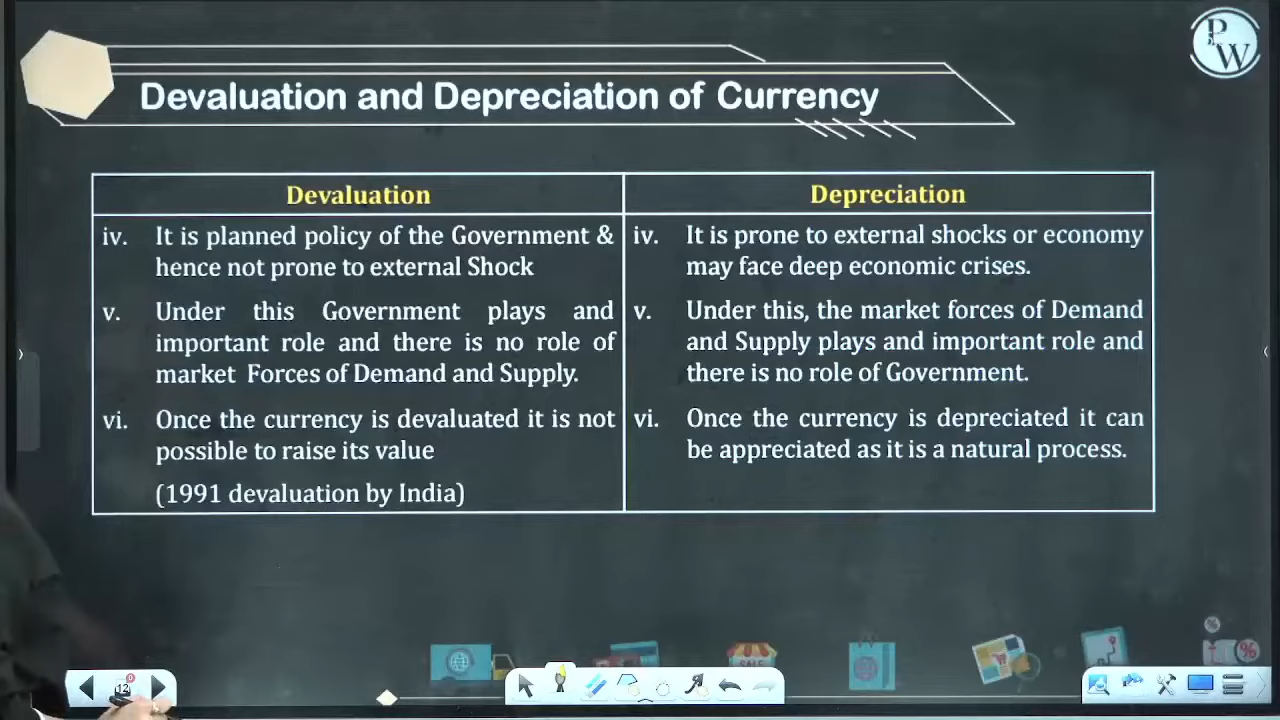 P
W
Devaluation and Depreciation of Currency
Devaluation
iv. It is planned policy of the Government &
hence not prone to external Shock
v. Under this Government plays and
important role and there is no role of
market Forces of Demand and Supply.
vi. Once the currency is devaluated it is not
possible to raise its value
(1991 devaluation by India)
Depreciation
iv. It is prone to external shocks or economy
may face deep economic crises.
v. Under this, the market forces of Demand
and Supply plays and important role and
there is no role of Government.
vi. Once the currency is depreciated it can
be appreciated as it is a natural process.
SALE
%
12
0